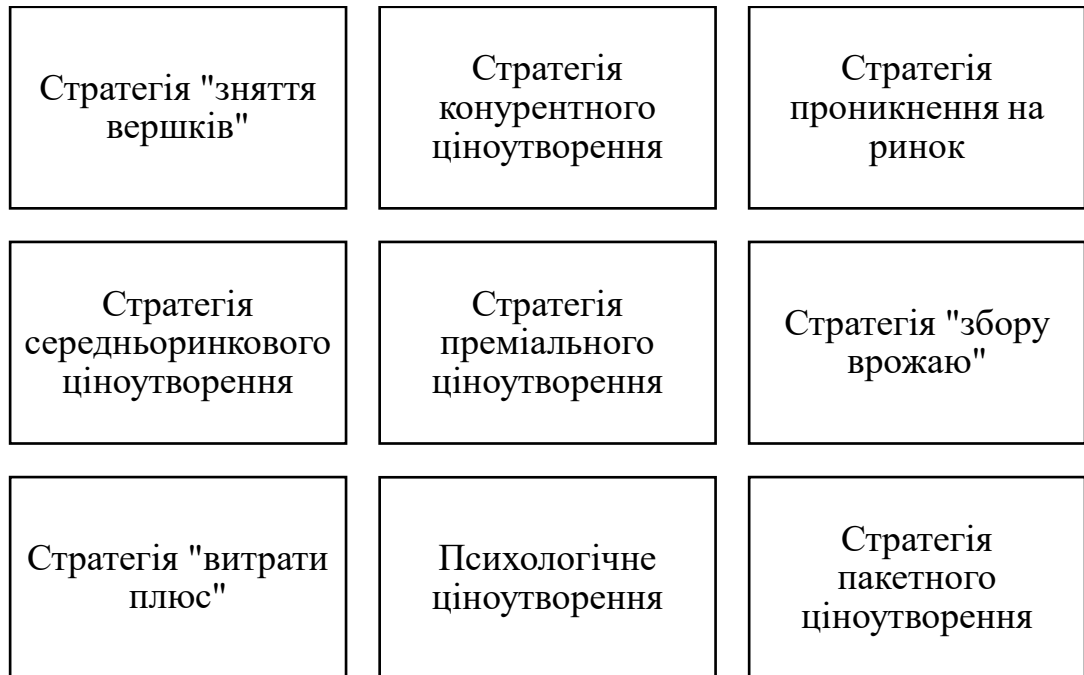 Стратегія "зняття
вершків"
Стратегія
конурентного
ціноутворення
Стратегія
проникнення на
ринок
Стратегія
середньоринкового
ціноутворення
Стратегія
преміального
ціноутворення
Стратегія "збору
врожаю"
Стратегія "витрати
плюс"
Психологічне
ціноутворення
Стратегія
пакетного
ціноутворення